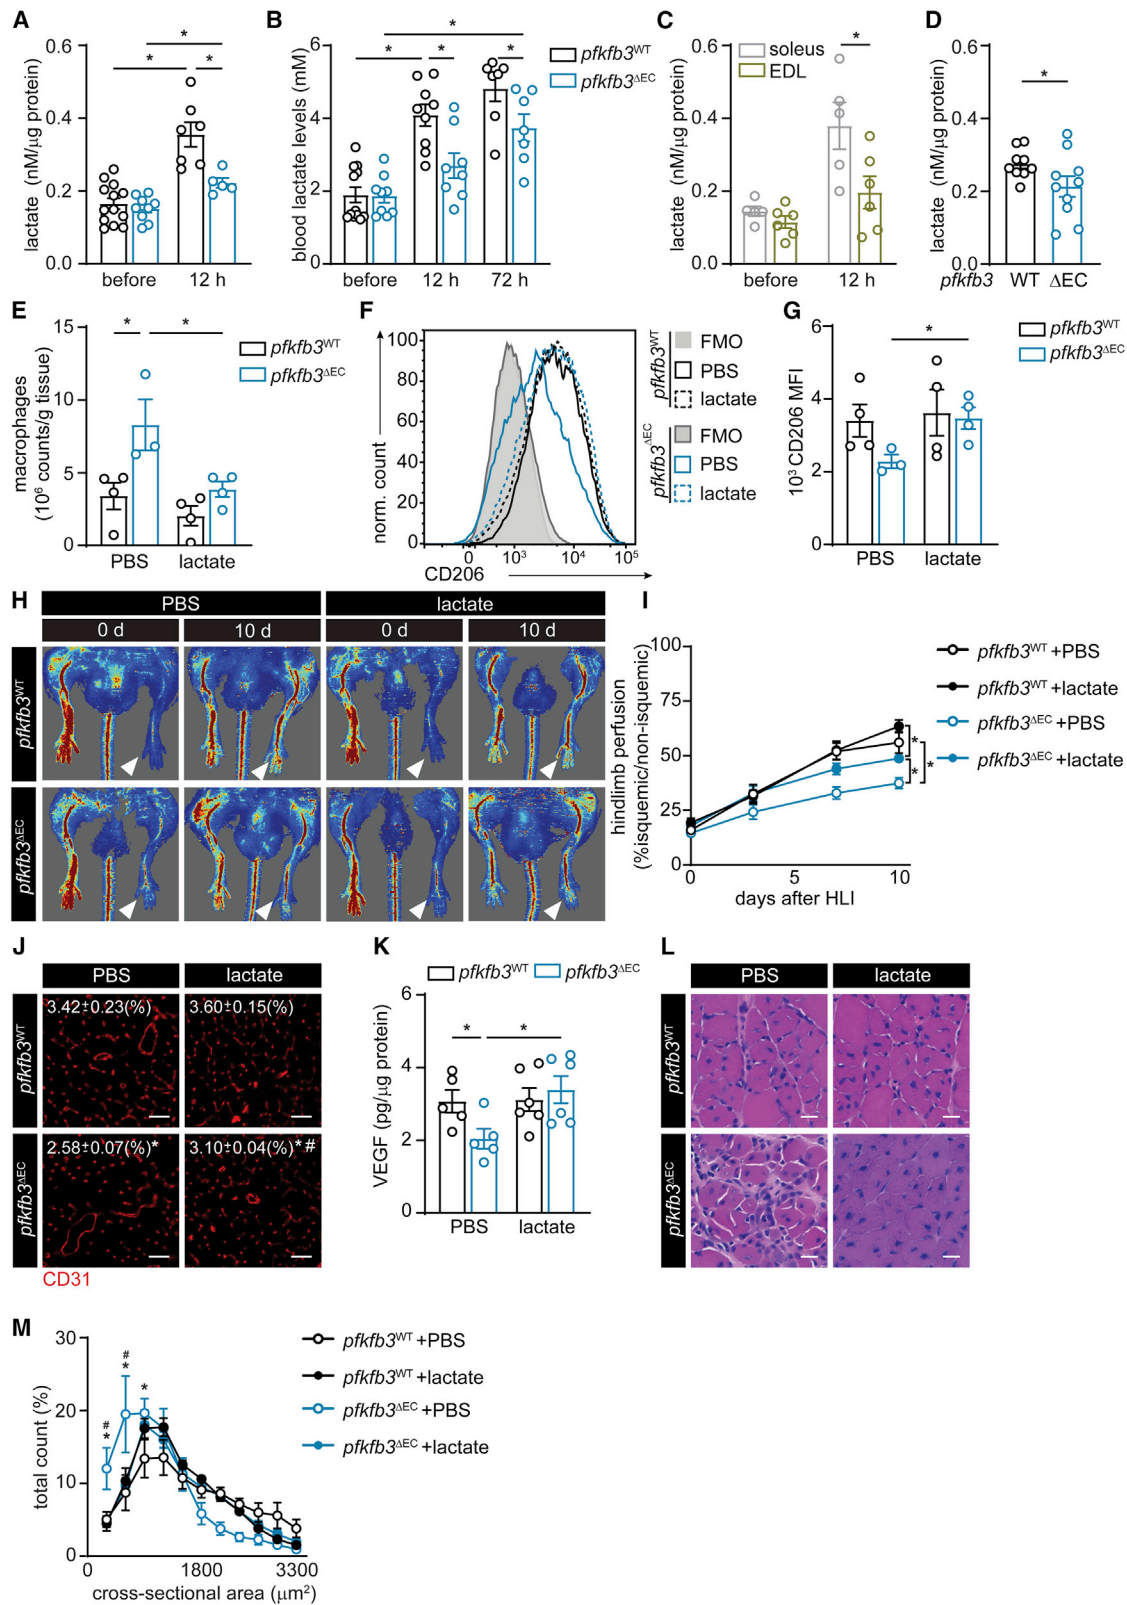 A
lactate (nM/μg protein)
0.6
0.4
0.2
0.0
*
*
*
before
12 h
B
blood lactate levels (mM)
6
4
2
0
*
*
*
*
before
12 h
72 h
pfkfb3WT
pfkfb3ΔEC
C
lactate (nM/μg protein)
0.6
0.4
0.2
0.0
soleus
EDL
*
before
12 h
D
lactate (nM/μg protein)
0.6
0.4
0.2
0.0
*
pfkfb3 WT ΔEC
E
macrophages
(10⁶ counts/g tissue)
15
10
5
0
*
*
PBS
lactate
pfkfb3WT
pfkfb3ΔEC
F
norm. count
100
80
60
40
20
0
0
10³
10⁴
10⁵
CD206
pfkfb3WT
FMO
PBS
lactate
pfkfb3ΔEC
FMO
PBS
lactate
G
10³ CD206 MFI
6
4
2
0
*
PBS
lactate
pfkfb3WT
pfkfb3ΔEC
H
PBS
lactate
0 d
10 d
0 d
10 d
pfkfb3WT
pfkfb3ΔEC
I
hindlimb perfusion
(%isquemic/non-isquemic)
100
75
50
25
0
0
5
10
days after HLI
*
*
*
pfkfb3WT +PBS
pfkfb3WT +lactate
pfkfb3ΔEC +PBS
pfkfb3ΔEC +lactate
J
PBS
lactate
pfkfb3WT
3.42±0.23(%)
3.60±0.15(%)
pfkfb3ΔEC
2.58±0.07(%)*
3.10±0.04(%)*#
CD31
K
pfkfb3WT
pfkfb3ΔEC
VEGF (pg/μg protein)
6
4
2
0
*
*
PBS
lactate
L
PBS
lactate
pfkfb3WT
pfkfb3ΔEC
M
total count (%)
30
20
10
0
#
*
#
*
*
0
1800
3300
cross-sectional area (μm²)
pfkfb3WT +PBS
pfkfb3WT +lactate
pfkfb3ΔEC +PBS
pfkfb3ΔEC +lactate